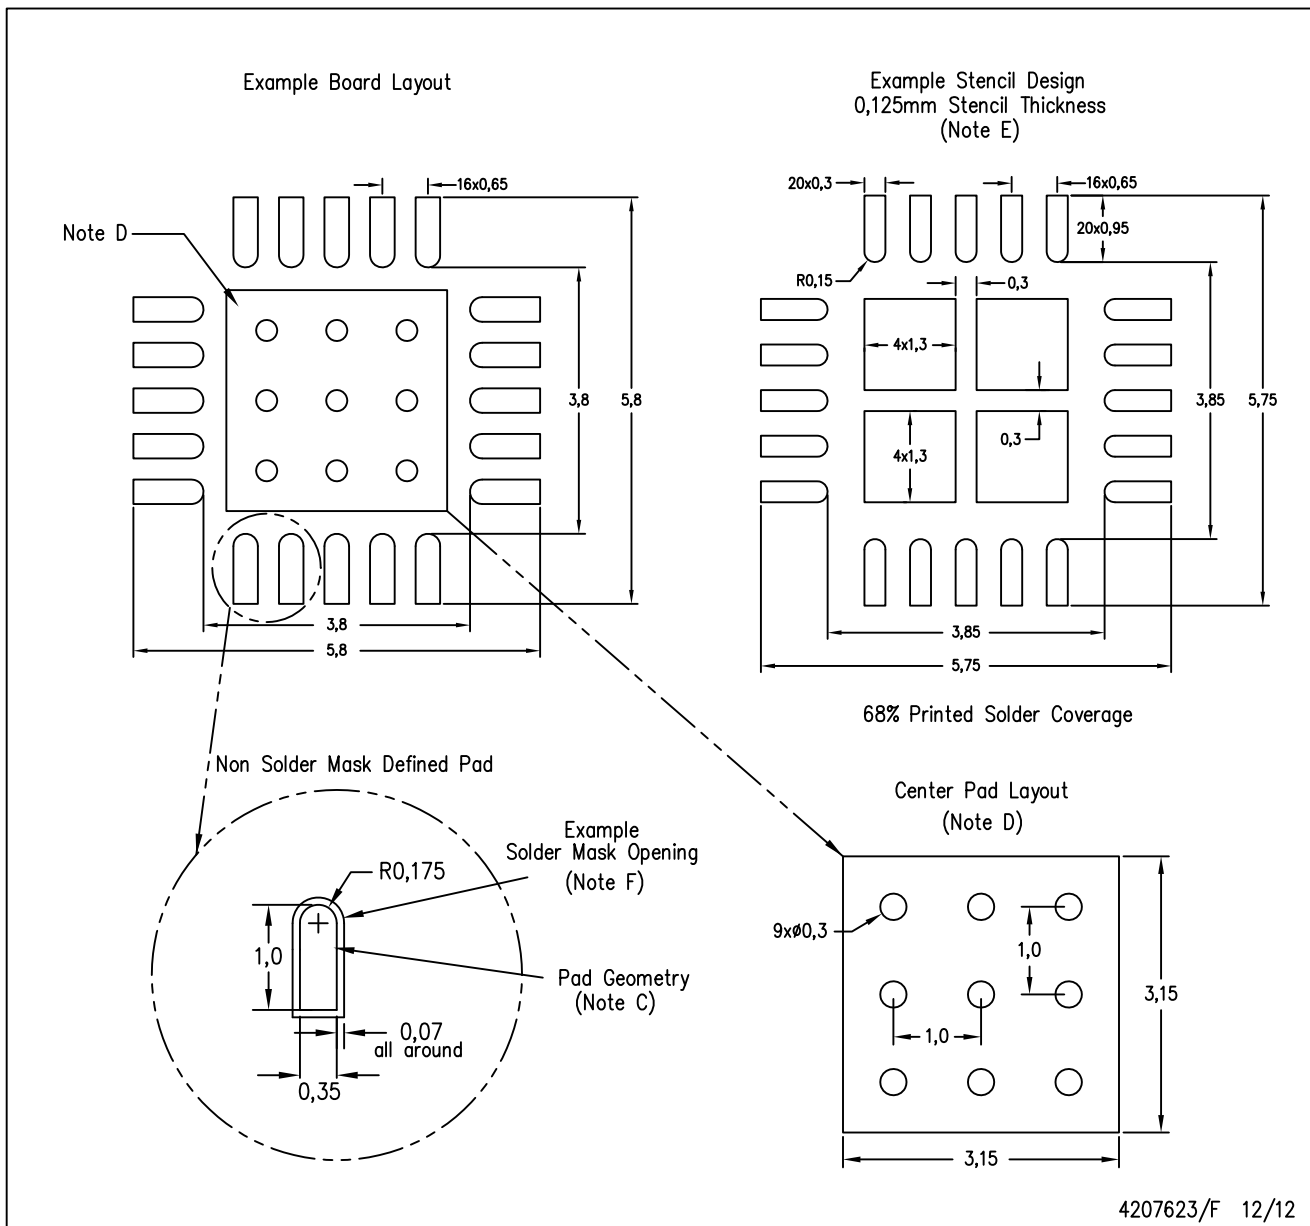 Example Board Layout
16x0,65
Note D
3,8
5,8
3,8
5,8
Example Stencil Design
0,125mm Stencil Thickness
(Note E)
20x0,3
16x0,65
20x0,95
R0,15
0,3
4x1,3
3,85
5,75
0,3
4x1,3
3,85
5,75
68% Printed Solder Coverage
Non Solder Mask Defined Pad
Example
Solder Mask Opening
(Note F)
R0,175
1,0
Pad Geometry
(Note C)
0,07
all around
0,35
Center Pad Layout
(Note D)
9xø0,3
1,0
3,15
1,0
3,15
4207623/F 12/12